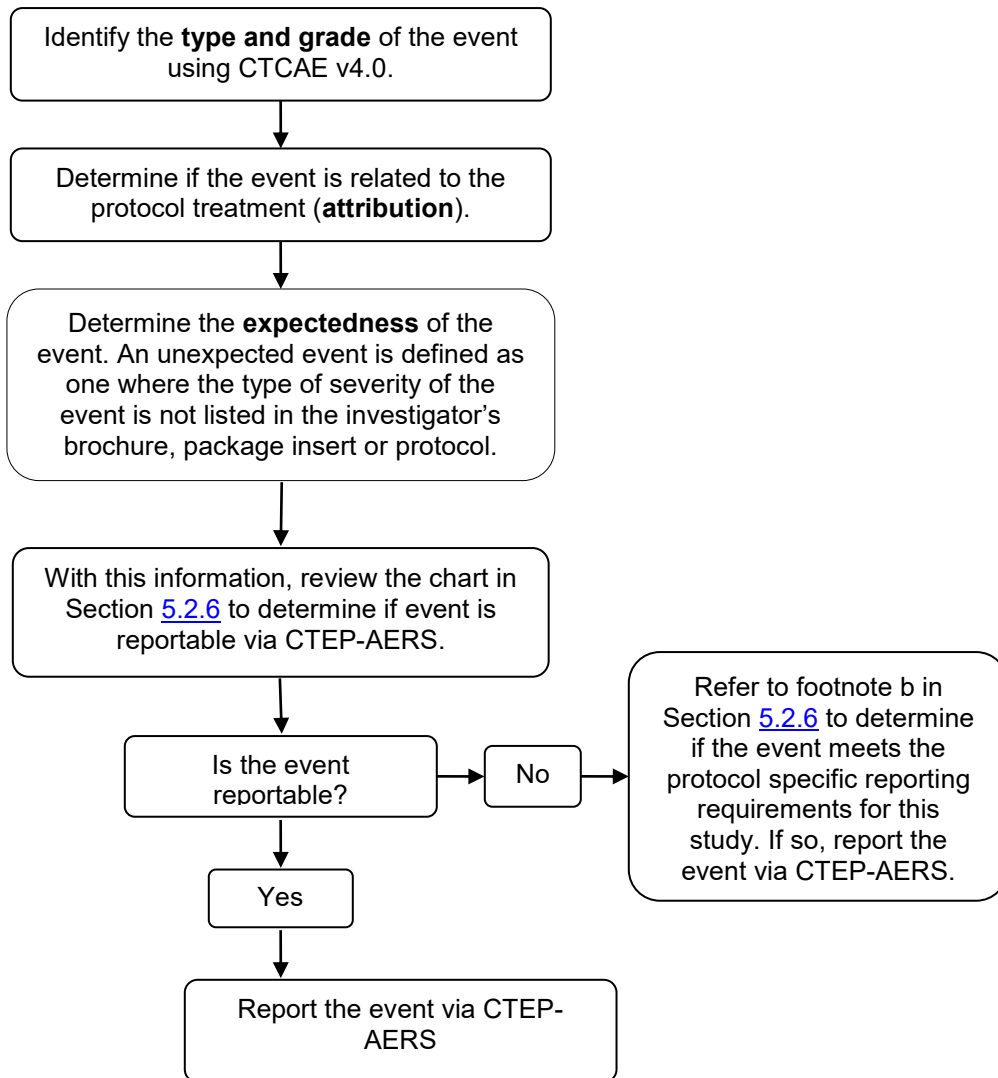 Identify the type and grade of the event
using CTCAE v4.0.
Determine if the event is related to the
protocol treatment (attribution).
Determine the expectedness of the
event. An unexpected event is defined as
one where the type of severity of the
event is not listed in the investigator’s
brochure, package insert or protocol.
With this information, review the chart in
Section 5.2.6 to determine if event is
reportable via CTEP-AERS.
Is the event
reportable?
No
Refer to footnote b in
Section 5.2.6 to determine
if the event meets the
protocol specific reporting
requirements for this
study. If so, report the
event via CTEP-AERS.
Yes
Report the event via CTEP-
AERS